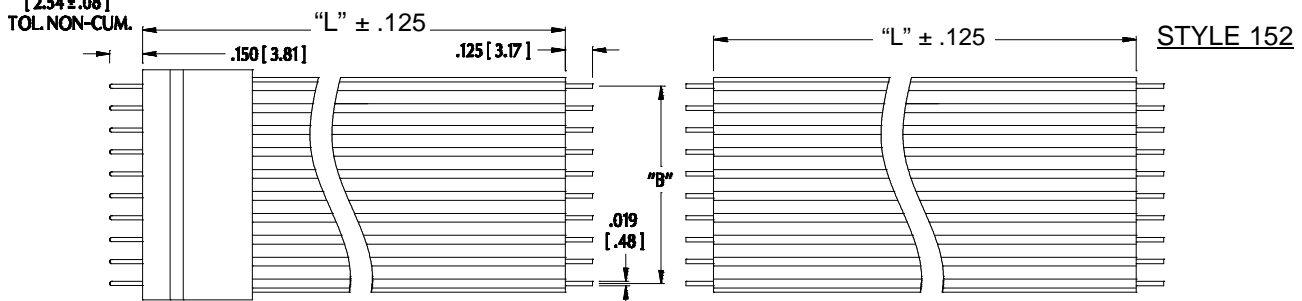 [ 2.54 ± .08 ]
TOL. NON-CUM.
"L" ± .125
.150 [ 3.81 ]
.125 [ 3.17 ]
"L" ± .125
STYLE 152
"B"
.019
[ .48 ]